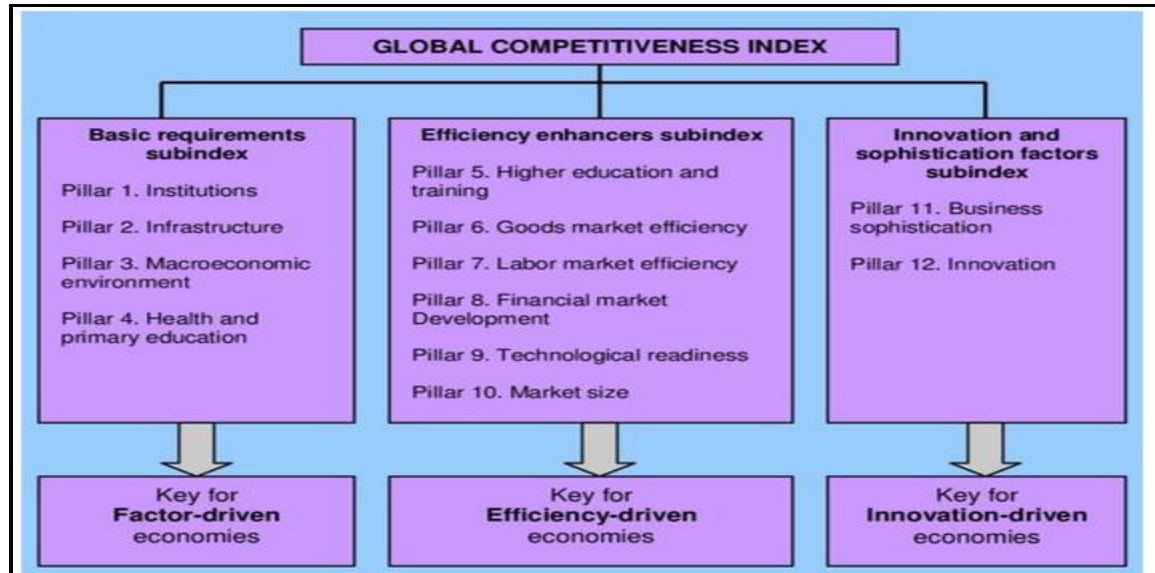 GLOBAL COMPETITIVENESS INDEX
Basic requirements
subindex
Pillar 1. Institutions
Pillar 2. Infrastructure
Pillar 3. Macroeconomic
environment
Pillar 4. Health and
primary education
Efficiency enhancers subindex
Pillar 5. Higher education and
training
Pillar 6. Goods market efficiency
Pillar 7. Labor market efficiency
Pillar 8. Financial market
Development
Pillar 9. Technological readiness
Pillar 10. Market size
Innovation and
sophistication factors
subindex
Pillar 11. Business
sophistication
Pillar 12. Innovation
Key for
Factor-driven
economies
Key for
Efficiency-driven
economies
Key for
Innovation-driven
economies